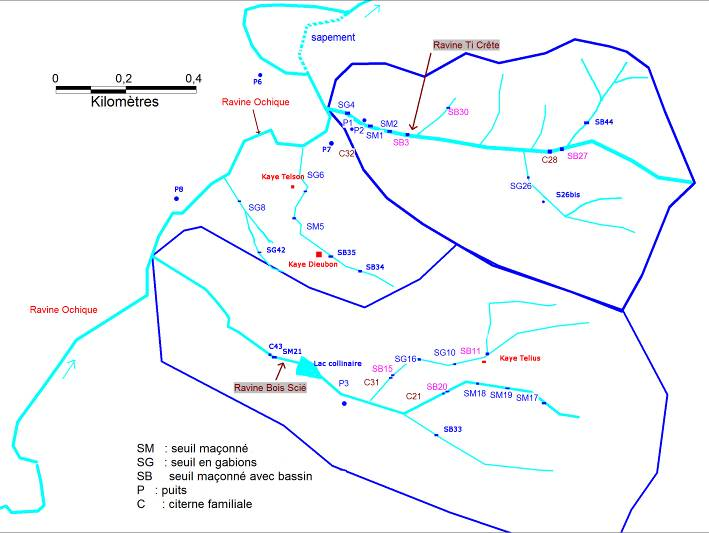 sapement
Ravine Ti Crête
P6
0
0,2
0,4
Kilomètres
Ravine Ochique
SG4
P1
SM2
P2
SM1
SB3
SB30
SB44
P7
C32
C28
SB27
Kaye Telson
SG6
SG26
P8
S26bis
SG8
SM5
SG42
SB35
Kaye Dieubon
SB34
Ravine Ochique
C43
SM21
Lac collinaire
SG16
SG10
SB11
Kaye Telius
SB15
C31
Ravine Bois Scié
P3
SB20
C21
SM18
SM19
SM17
SB33
SM : seuil maçonné
SG : seuil en gabions
SB seuil maçonné avec bassin
P : puits
C : citerne familiale